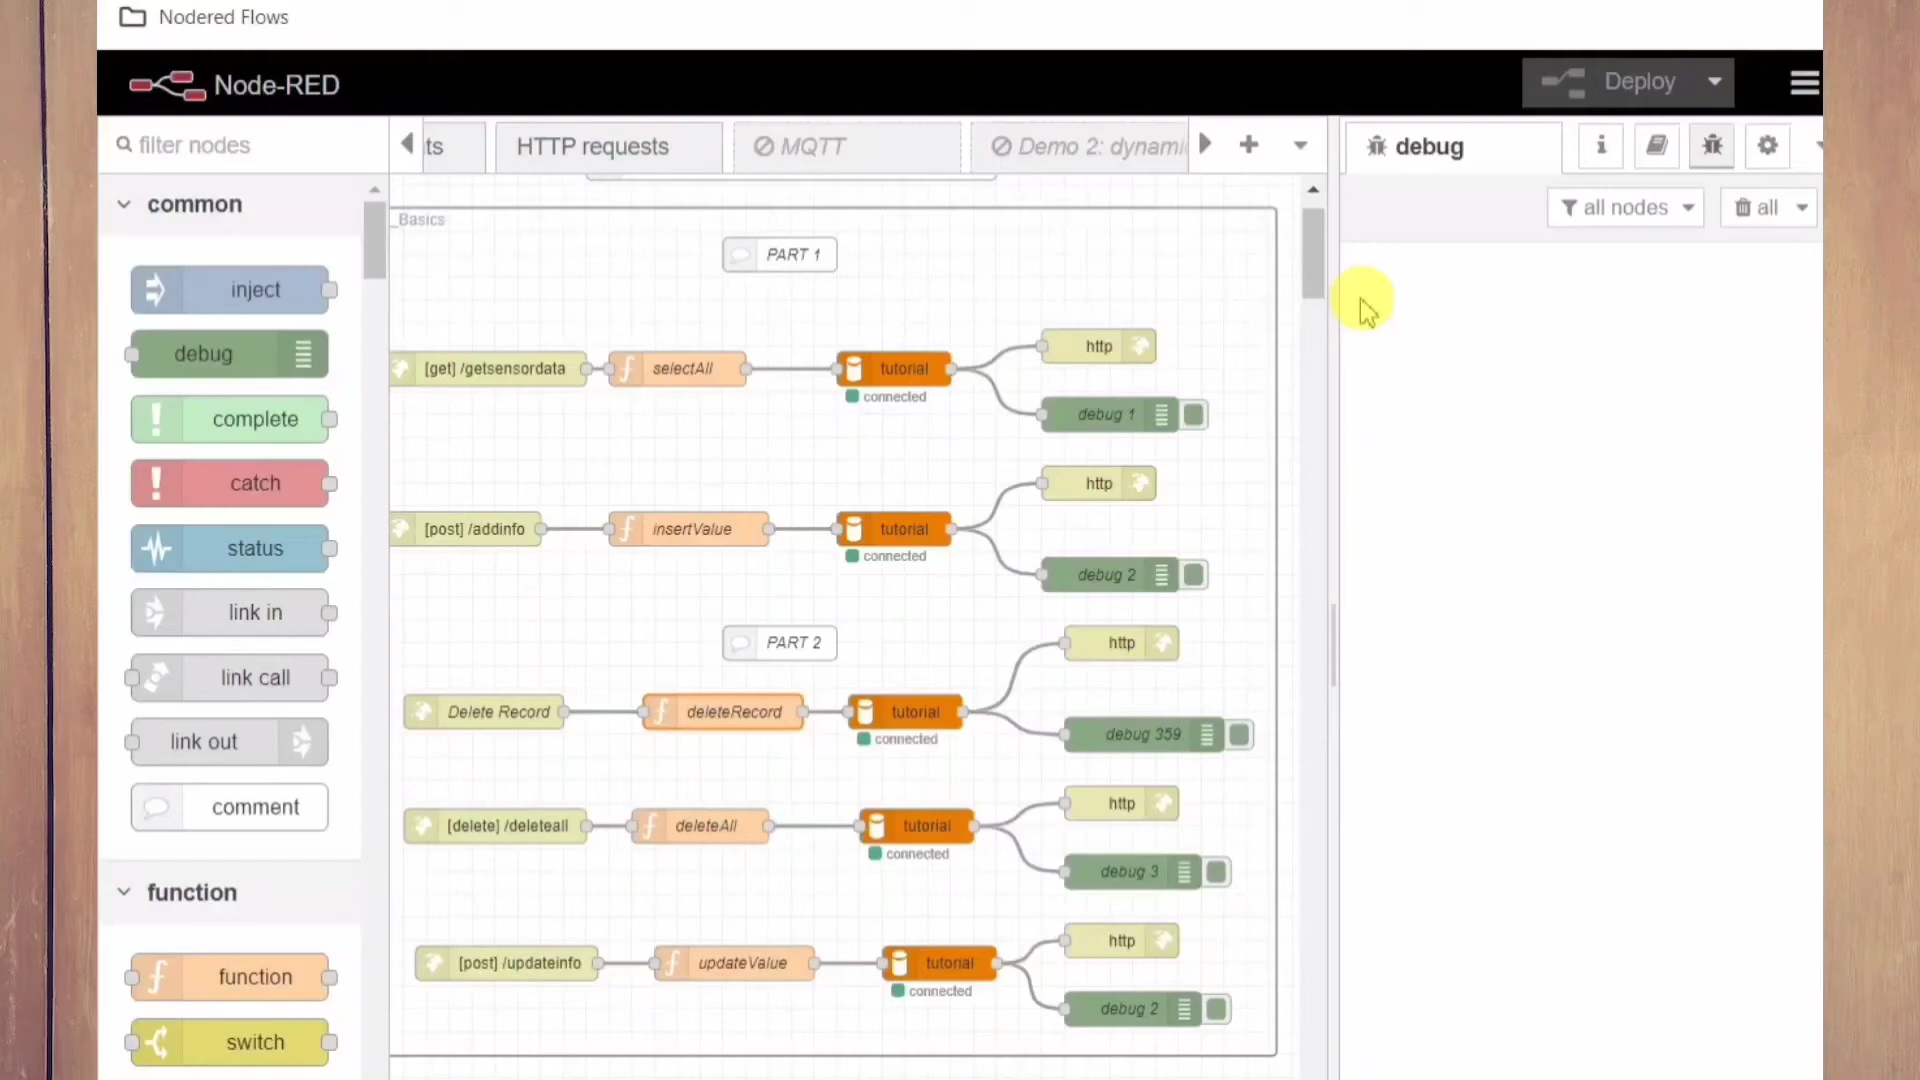 Nodered Flows
Node-RED
Deploy
filter nodes
ts
HTTP requests
MQTT
Demo 2: dynami
debug
all nodes
all
common
inject
debug
complete
catch
status
link in
link call
link out
comment
function
function
switch
_Basics
PART 1
[get] /getsensordata
selectAll
tutorial
connected
http
debug 1
[post] /addinfo
insertValue
tutorial
connected
http
debug 2
PART 2
Delete Record
deleteRecord
tutorial
connected
http
debug 359
[delete] /deleteall
deleteAll
tutorial
connected
http
debug 3
[post] /updateinfo
updateValue
tutorial
connected
http
debug 2